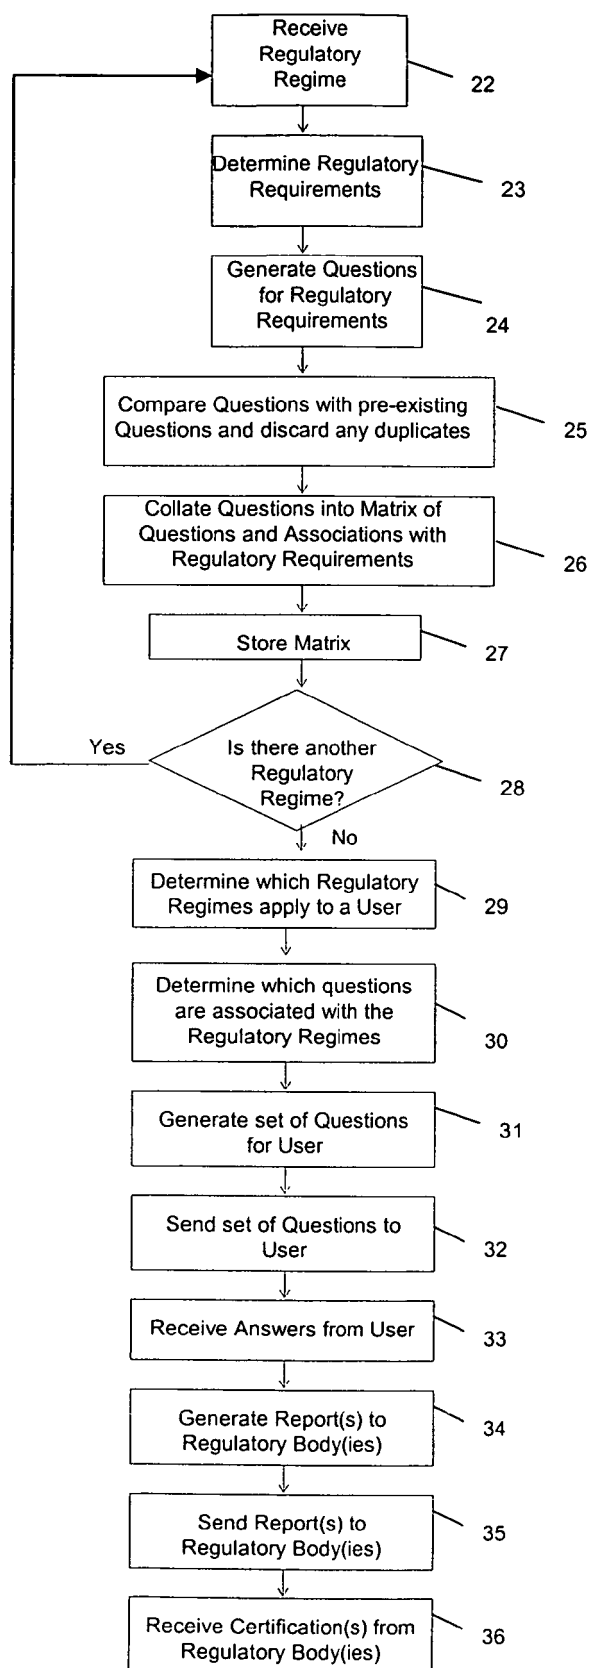 Receive
Regulatory
Regime
22
Determine Regulatory
Requirements
23
Generate Questions
for Regulatory
Requirements
24
Compare Questions with pre-existing
Questions and discard any duplicates
25
Collate Questions into Matrix of
Questions and Associations with
Regulatory Requirements
26
Store Matrix
27
Yes
Is there another
Regulatory
Regime?
28
No
Determine which Regulatory
Regimes apply to a User
29
Determine which questions
are associated with the
Regulatory Regimes
30
Generate set of Questions
for User
31
Send set of Questions to
User
32
Receive Answers from User
33
Generate Report(s) to
Regulatory Body(ies)
34
Send Report(s) to
Regulatory Body(ies)
35
Receive Certification(s) from
Regulatory Body(ies)
36